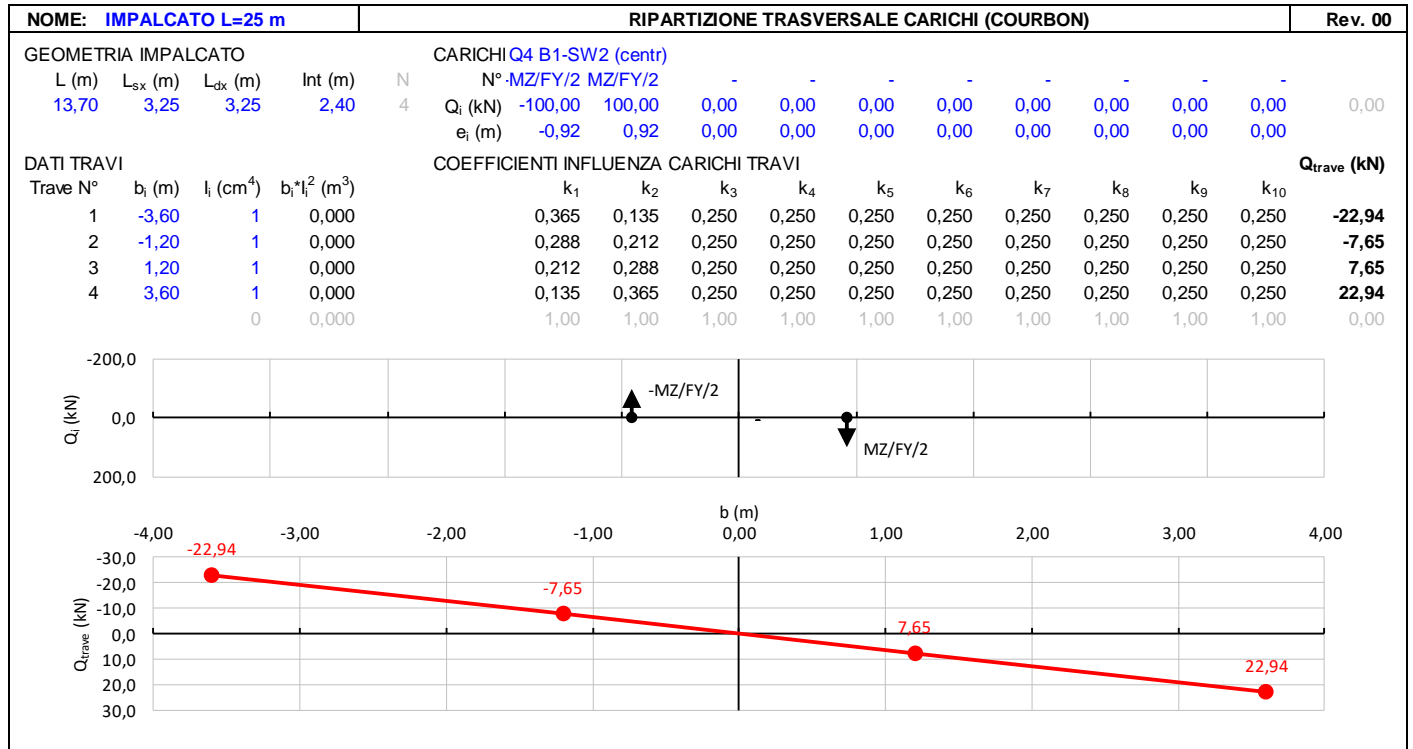 NOME: IMPALCATO L=25 m RIPARTIZIONE TRASVERSALE CARICHI (COURBON) Rev. 00
GEOMETRIA IMPALCATO CARICHI Q4 B1-SW2 (centr)
L (m) Lsx (m) Ldx (m) Int (m) N N° -MZ/FY/2 MZ/FY/2 - - - - - - - -
13,70 3,25 3,25 2,40 4 Qi (kN) -100,00 100,00 0,00 0,00 0,00 0,00 0,00 0,00 0,00 0,00 0,00
ei (m) -0,92 0,92 0,00 0,00 0,00 0,00 0,00 0,00 0,00 0,00
DATI TRAVI COEFFICIENTI INFLUENZA CARICHI TRAVI Qtrave (kN)
Trave N° bi (m) Ii (cm4) bi*Ii2 (m3) k1 k2 k3 k4 k5 k6 k7 k8 k9 k10
1 -3,60 1 0,000 0,365 0,135 0,250 0,250 0,250 0,250 0,250 0,250 0,250 0,250 -22,94
2 -1,20 1 0,000 0,288 0,212 0,250 0,250 0,250 0,250 0,250 0,250 0,250 0,250 -7,65
3 1,20 1 0,000 0,212 0,288 0,250 0,250 0,250 0,250 0,250 0,250 0,250 0,250 7,65
4 3,60 1 0,000 0,135 0,365 0,250 0,250 0,250 0,250 0,250 0,250 0,250 0,250 22,94
0 0,000 1,00 1,00 1,00 1,00 1,00 1,00 1,00 1,00 1,00 1,00 0,00
-200,0
-MZ/FY/2
0,0
-
Qi (kN)
MZ/FY/2
200,0
b (m)
-4,00 -3,00 -2,00 -1,00 0,00 1,00 2,00 3,00 4,00
-22,94
-30,0
-20,0
-7,65
-10,0
7,65
0,0
Qtrave (kN)
10,0
22,94
20,0
30,0